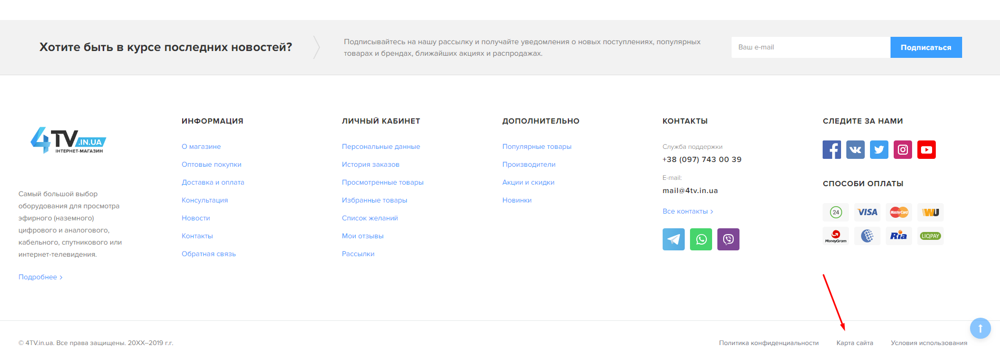 Хотите быть в курсе последних новостей?
Подписывайтесь на нашу рассылку и получайте уведомления о новых поступлениях, популярных
товарах и брендах, ближайших акциях и распродажах.
Ваш e-mail
Подписаться
4TV.IN.UA
ІНТЕРНЕТ-МАГАЗИН
Самый большой выбор
оборудования для просмотра
эфирного (наземного)
цифрового и аналогового,
кабельного, спутникового или
интернет-телевидения.
Подробнее
ИНФОРМАЦИЯ
О магазине
Оптовые покупки
Доставка и оплата
Консультация
Новости
Контакты
Обратная связь
ЛИЧНЫЙ КАБИНЕТ
Персональные данные
История заказов
Просмотренные товары
Избранные товары
Список желаний
Мои отзывы
Рассылки
ДОПОЛНИТЕЛЬНО
Популярные товары
Производители
Акции и скидки
Новинки
КОНТАКТЫ
Служба поддержки
+38 (097) 743 00 39
E-mail:
mail@4tv.in.ua
Все контакты
СЛЕДИТЕ ЗА НАМИ
СПОСОБИ ОПЛАТЫ
24
VISA
MasterCard
WU
MoneyGram
Ria
LIQPAY
© 4TV.in.ua. Все права защищены. 20XX–2019 г.г.
Политика конфиденциальности
Карта сайта
Условия использования